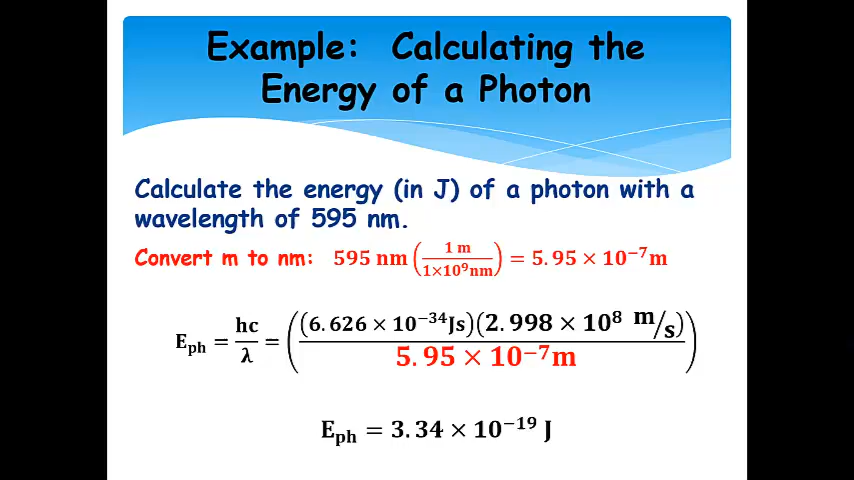 Example: Calculating the
Energy of a Photon
Calculate the energy (in J) of a photon with a
wavelength of 595 nm.
Convert m to nm: 595 nm (1 m / 1×10⁹nm) = 5.95 × 10⁻⁷m
E_ph = hc/λ = ((6.626 × 10⁻³⁴Js)(2.998 × 10⁸ m/s) / 5.95 × 10⁻⁷m)
E_ph = 3.34 × 10⁻¹⁹ J